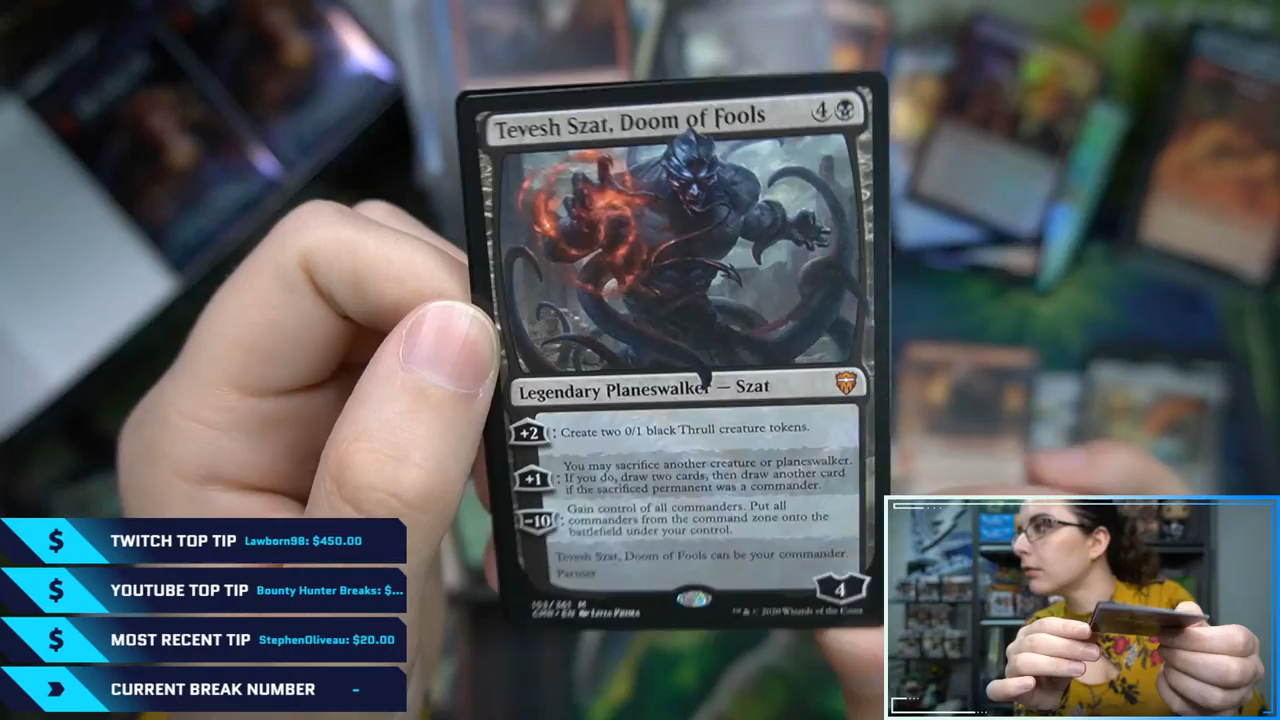 Tevesh Szat, Doom of Fools 4
Legendary Planeswalker — Szat
+2 : Create two 0/1 black Thrull creature tokens.
You may sacrifice another creature or planeswalker.
+1 : If you do, draw two cards, then draw another card
if the sacrificed permanent was a commander.
Gain control of all commanders. Put all
-10 : commanders from the command zone onto the
battlefield under your control.
Tevesh Szat, Doom of Fools can be your commander.
Partner
4
™ & © 2020 Wizards of the Coast
$ TWITCH TOP TIP Lawborn98: $450.00
$ YOUTUBE TOP TIP Bounty Hunter Breaks: $...
$ MOST RECENT TIP StephenOliveau: $20.00
CURRENT BREAK NUMBER -